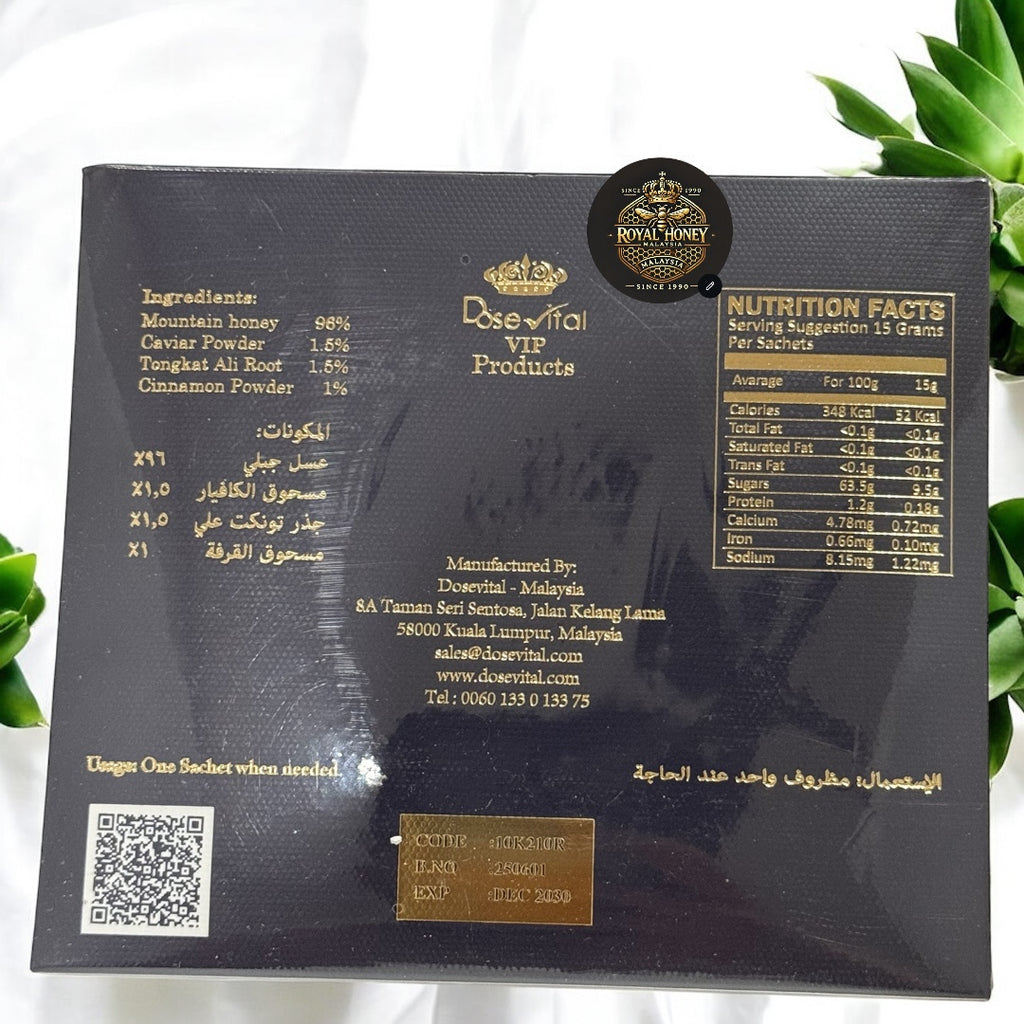 SINCE 1990
ROYAL HONEY
MALAYSIA
MALAYSIA
SINCE 1990
Ingredients:
Mountain honey 96%
Caviar Powder 1.5%
Tongkat Ali Root 1.5%
Cinnamon Powder 1%
المكونات:
عسل جبلي ٩٦٪
مسحوق الكافيار ١,٥٪
جذر تونكت علي ١,٥٪
مسحوق القرفة ١٪
Dose Vital
VIP
Products
NUTRITION FACTS
Serving Suggestion 15 Grams
Per Sachets
Avarage For 100g 15g
Calories 348 Kcal 52 Kcal
Total Fat <0.1g <0.1g
Saturated Fat <0.1g <0.1g
Trans Fat <0.1g <0.1g
Sugars 63.5g 9.5g
Protein 1.2g 0.18g
Calcium 4.78mg 0.72mg
Iron 0.66mg 0.10mg
Sodium 8.15mg 1.22mg
Manufactured By:
Dosevital - Malaysia
8A Taman Seri Sentosa, Jalan Kelang Lama
58000 Kuala Lumpur, Malaysia
sales@dosevital.com
www.dosevital.com
Tel : 0060 133 0 133 75
Usage: One Sachet when needed.
الإستعمال: مظروف واحد عند الحاجة
CODE :10K210R
B.NO :250601
EXP :DEC 2030